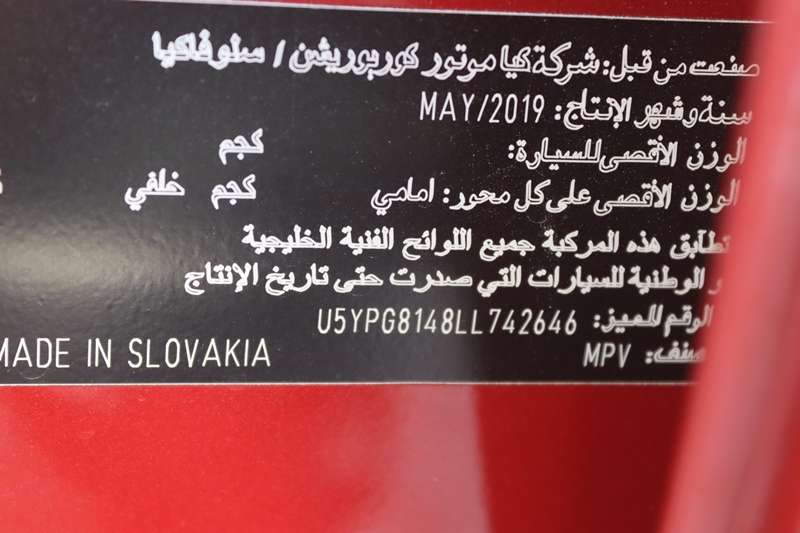 صنعت من قبل: شركة كيا موتور كوربوريشن / سلوفاكيا
سنة وشهر الإنتاج: MAY/2019
الوزن الأقصى للسيارة: كجم
الوزن الأقصى على كل محور: امامي كجم خلفي
تطابق هذه المركبة جميع اللوائح الفنية الخليجية
و الوطنية للسيارات التي صدرت حتى تاريخ الإنتاج
الرقم المميز: U5YPG8148LL742646
صنف: MPV
MADE IN SLOVAKIA